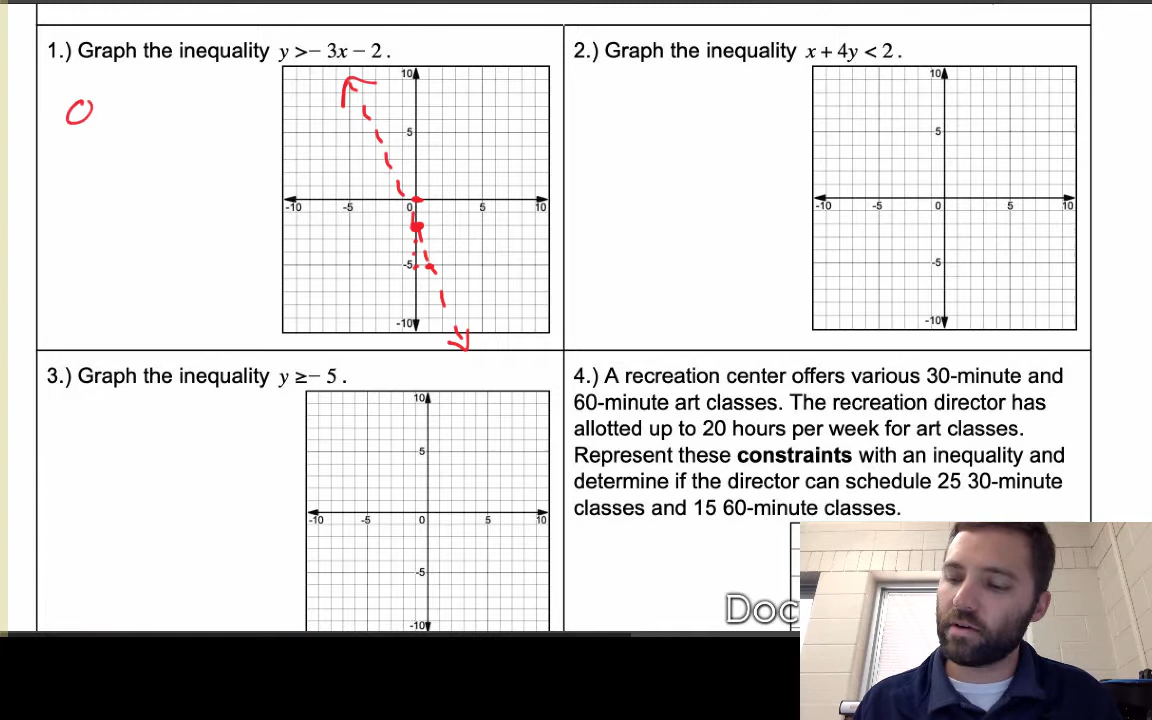 1.) Graph the inequality y >− 3x − 2 .
10
5
-10
-5
0
5
10
-5
-10
0
2.) Graph the inequality x + 4y < 2 .
10
5
-10
-5
0
5
10
-5
-10
3.) Graph the inequality y ≥− 5 .
10
5
-10
-5
0
5
10
-5
-10
4.) A recreation center offers various 30-minute and
60-minute art classes. The recreation director has
allotted up to 20 hours per week for art classes.
Represent these constraints with an inequality and
determine if the director can schedule 25 30-minute
classes and 15 60-minute classes.
Doc